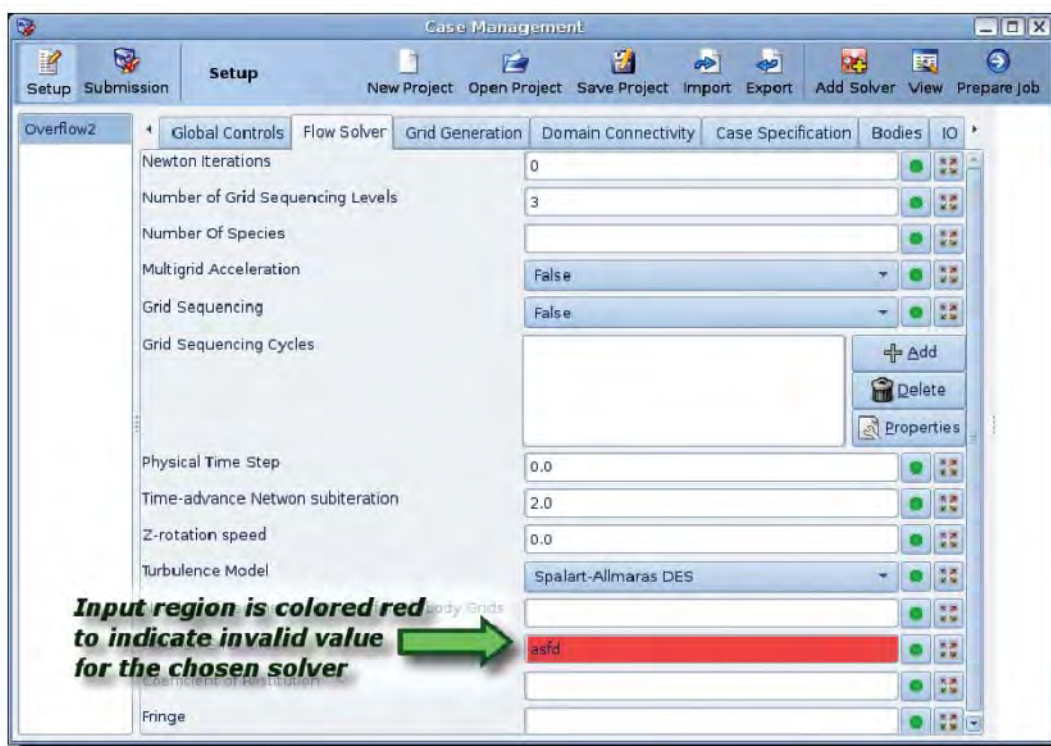 Case Management
Setup
Submission
Setup
New Project
Open Project
Save Project
Import
Export
Add Solver
View
Prepare Job
Overflow2
Global Controls
Flow Solver
Grid Generation
Domain Connectivity
Case Specification
Bodies
IO
Newton Iterations
0
Number of Grid Sequencing Levels
3
Number Of Species
Multigrid Acceleration
False
Grid Sequencing
False
Grid Sequencing Cycles
Add
Delete
Properties
Physical Time Step
0.0
Time-advance Netwon subiteration
2.0
Z-rotation speed
0.0
Turbulence Model
Spalart-Allmaras DES
body Grids
Input region is colored red
to indicate invalid value
for the chosen solver
asfd
Coefficient of Restitution
Fringe